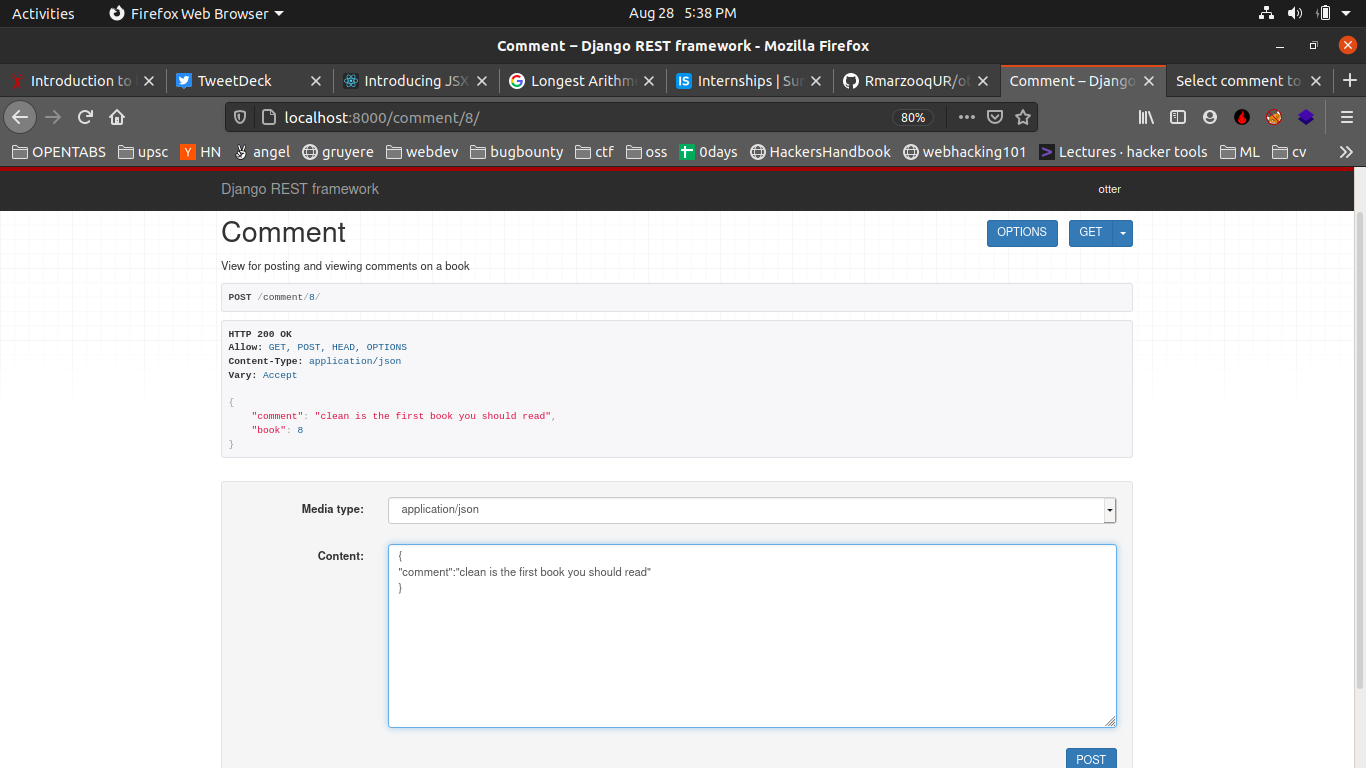 Activities Firefox Web Browser Aug 28 5:38 PM
Comment – Django REST framework - Mozilla Firefox
Introduction to TweetDeck Introducing JSX Longest Arithm Internships | Su RmarzooqUR/o Comment – Django Select comment to
localhost:8000/comment/8/ 80%
OPENTABS upsc HN angel gruyere webdev bugbounty ctf oss 0days HackersHandbook webhacking101 Lectures · hacker tools ML cv
Django REST framework otter
Comment OPTIONS GET
View for posting and viewing comments on a book
POST /comment/8/
HTTP 200 OK
Allow: GET, POST, HEAD, OPTIONS
Content-Type: application/json
Vary: Accept
{
"comment": "clean is the first book you should read",
"book": 8
}
Media type: application/json
Content: {
"comment":"clean is the first book you should read"
}
POST